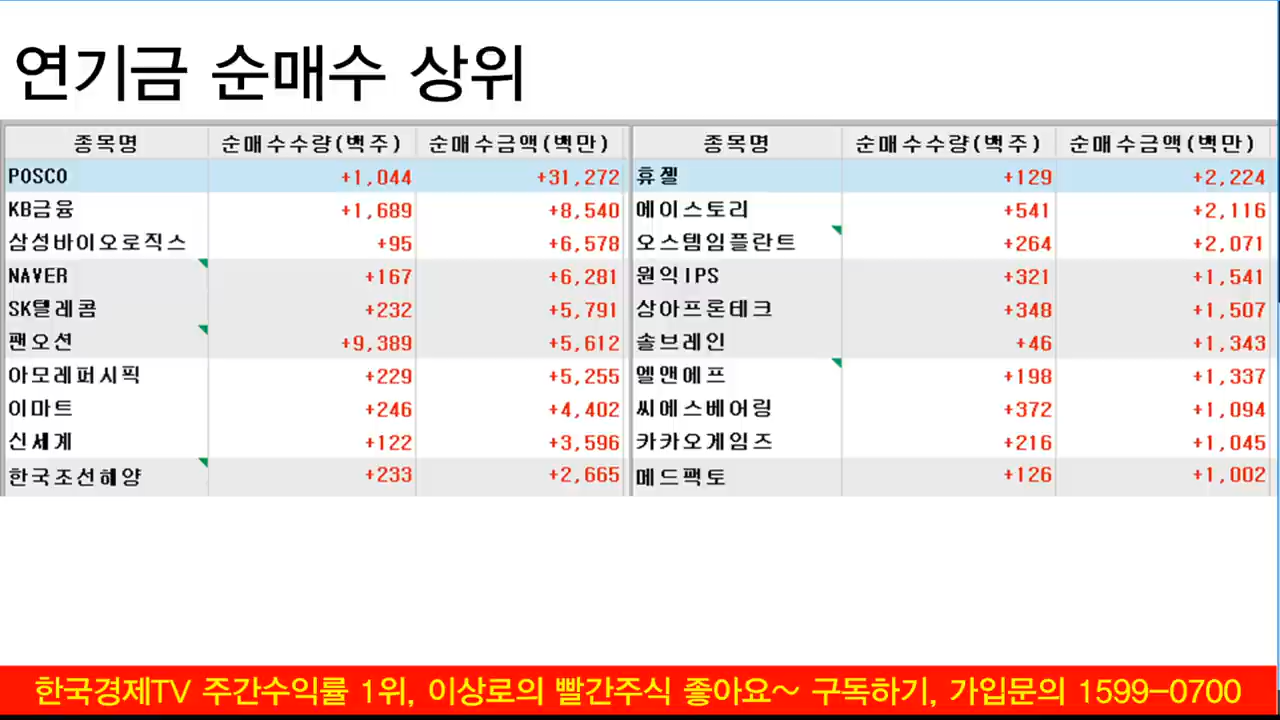 연기금 순매수 상위
종목명 순매수수량(백주) 순매수금액(백만) 종목명 순매수수량(백주) 순매수금액(백만)
POSCO +1,044 +31,272 휴젤 +129 +2,224
KB금융 +1,689 +8,540 에이스토리 +541 +2,116
삼성바이오로직스 +95 +6,578 오스템임플란트 +264 +2,071
NAVER +167 +6,281 원익IPS +321 +1,541
SK텔레콤 +232 +5,791 상아프론테크 +348 +1,507
팬오션 +9,389 +5,612 솔브레인 +46 +1,343
아모레퍼시픽 +229 +5,255 엘앤에프 +198 +1,337
이마트 +246 +4,402 씨에스베어링 +372 +1,094
신세계 +122 +3,596 카카오게임즈 +216 +1,045
한국조선해양 +233 +2,665 메드팩토 +126 +1,002
한국경제TV 주간수익률 1위, 이상로의 빨간주식 좋아요~ 구독하기, 가입문의 1599-0700